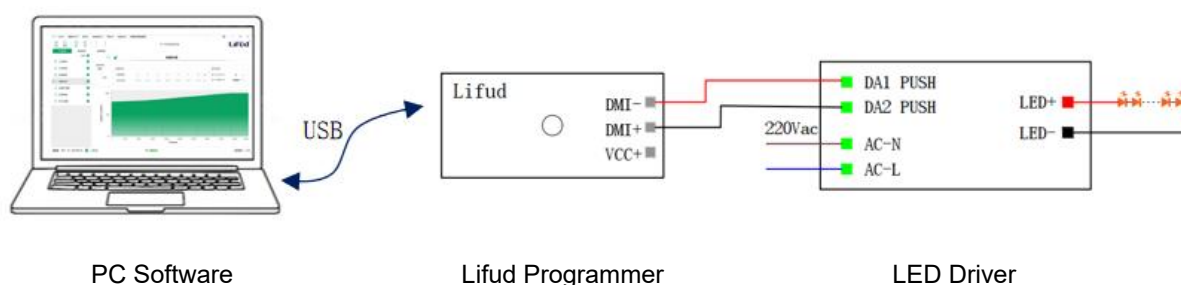 Lifud
USB
Lifud
DMI-
DMI+
VCC+
220Vac
DA1 PUSH
DA2 PUSH
AC-N
AC-L
LED+
LED-
PC Software
Lifud Programmer
LED Driver